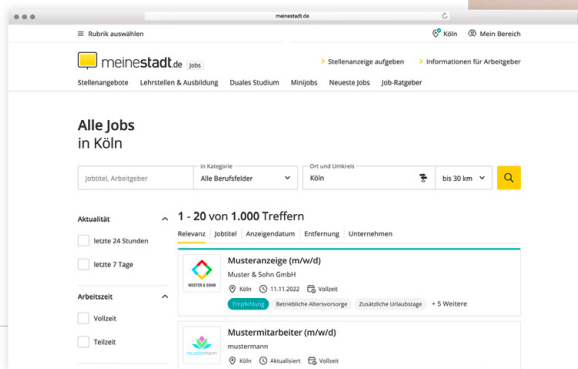 meinestadt.de
Rubrik auswählen
Köln Mein Bereich
meinestadt.de Jobs
Stellenanzeige aufgeben Informationen für Arbeitgeber
Stellenangebote Lehrstellen & Ausbildung Duales Studium Minijobs Neueste Jobs Job-Ratgeber
Alle Jobs
in Köln
in Kategorie Ort und Umkreis
Jobtitel, Arbeitgeber Alle Berufsfelder Köln bis 30 km
Aktualität
letzte 24 Stunden
letzte 7 Tage
Arbeitszeit
Vollzeit
Teilzeit
1 - 20 von 1.000 Treffern
Relevanz Jobtitel Anzeigendatum Entfernung Unternehmen
MUSTER & SOHN
Musteranzeige (m/w/d)
Muster & Sohn GmbH
Köln 11.11.2022 Vollzeit
Empfehlung Betriebliche Altersvorsorge Zusätzliche Urlaubstage + 5 Weitere
mustermann
Mustermitarbeiter (m/w/d)
mustermann
Köln Aktualisiert Vollzeit